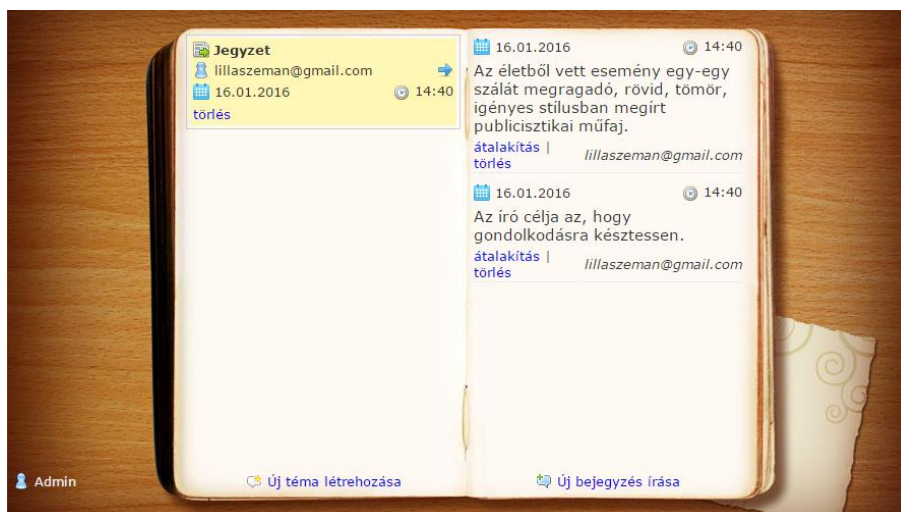 Jegyzet
lillaszeman@gmail.com
16.01.2016 14:40
törlés
16.01.2016 14:40
Az életből vett esemény egy-egy
szálát megragadó, rövid, tömör,
igényes stílusban megírt
publicisztikai műfaj.
átalakítás |
törlés
lillaszeman@gmail.com
16.01.2016 14:40
Az író célja az, hogy
gondolkodásra késztessen.
átalakítás |
törlés
lillaszeman@gmail.com
Admin
Új téma létrehozása
Új bejegyzés írása